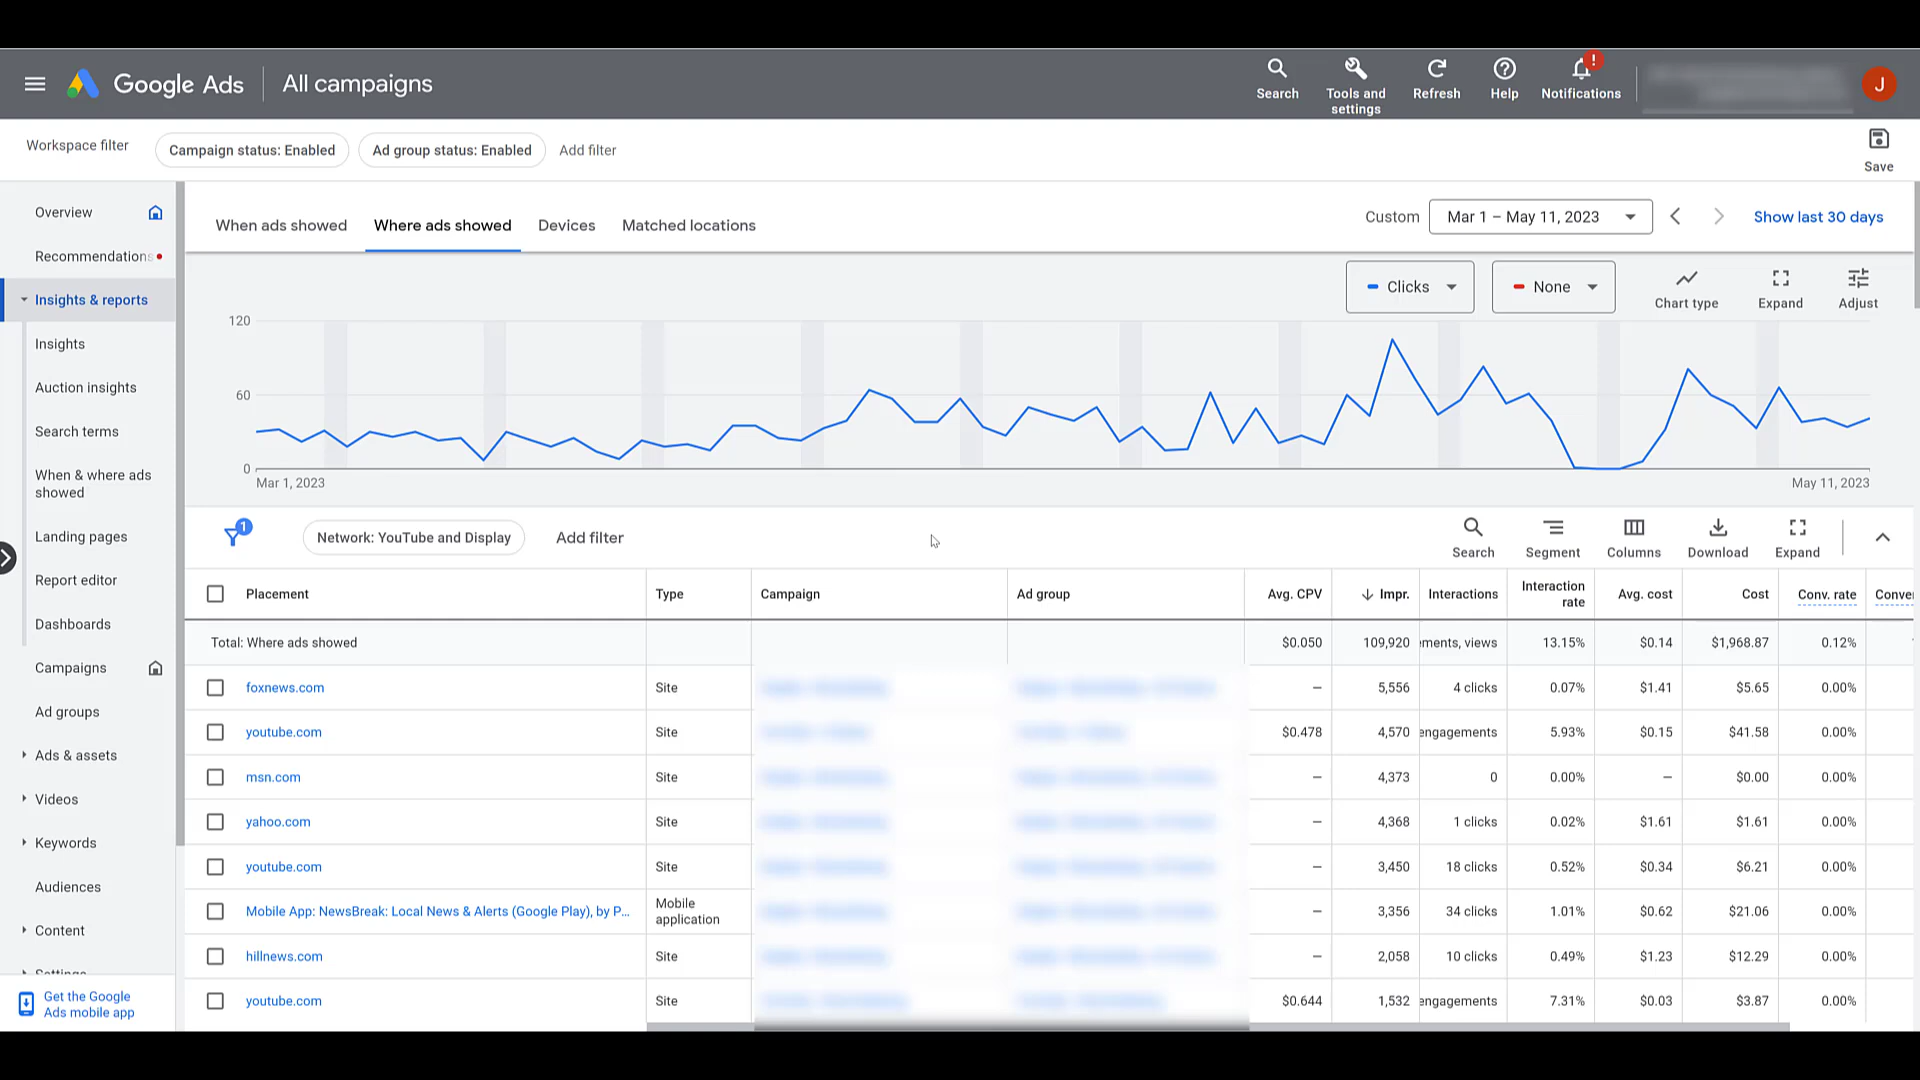 Google Ads
All campaigns
Search
Tools and
settings
Refresh
Help
Notifications
!
J
Workspace filter
Campaign status: Enabled
Ad group status: Enabled
Add filter
Save
Overview
Recommendations
Insights & reports
Insights
Auction insights
Search terms
When & where ads
showed
Landing pages
Report editor
Dashboards
Campaigns
Ad groups
Ads & assets
Videos
Keywords
Audiences
Content
Settings
Get the Google
Ads mobile app
When ads showed
Where ads showed
Devices
Matched locations
Custom
Mar 1 – May 11, 2023
Show last 30 days
Clicks
None
Chart type
Expand
Adjust
120
60
0
Mar 1, 2023
May 11, 2023
1
Network: YouTube and Display
Add filter
Search
Segment
Columns
Download
Expand
Placement Type Campaign Ad group Avg. CPV Impr. Interactions Interaction rate Avg. cost Cost Conv. rate Conver
Total: Where ads showed $0.050 109,920 ments, views 13.15% $0.14 $1,968.87 0.12%
foxnews.com Site – 5,556 4 clicks 0.07% $1.41 $5.65 0.00%
youtube.com Site $0.478 4,570 engagements 5.93% $0.15 $41.58 0.00%
msn.com Site – 4,373 0 0.00% – $0.00 0.00%
yahoo.com Site – 4,368 1 clicks 0.02% $1.61 $1.61 0.00%
youtube.com Site – 3,450 18 clicks 0.52% $0.34 $6.21 0.00%
Mobile App: NewsBreak: Local News & Alerts (Google Play), by P... Mobile application – 3,356 34 clicks 1.01% $0.62 $21.06 0.00%
hillnews.com Site – 2,058 10 clicks 0.49% $1.23 $12.29 0.00%
youtube.com Site $0.644 1,532 engagements 7.31% $0.03 $3.87 0.00%